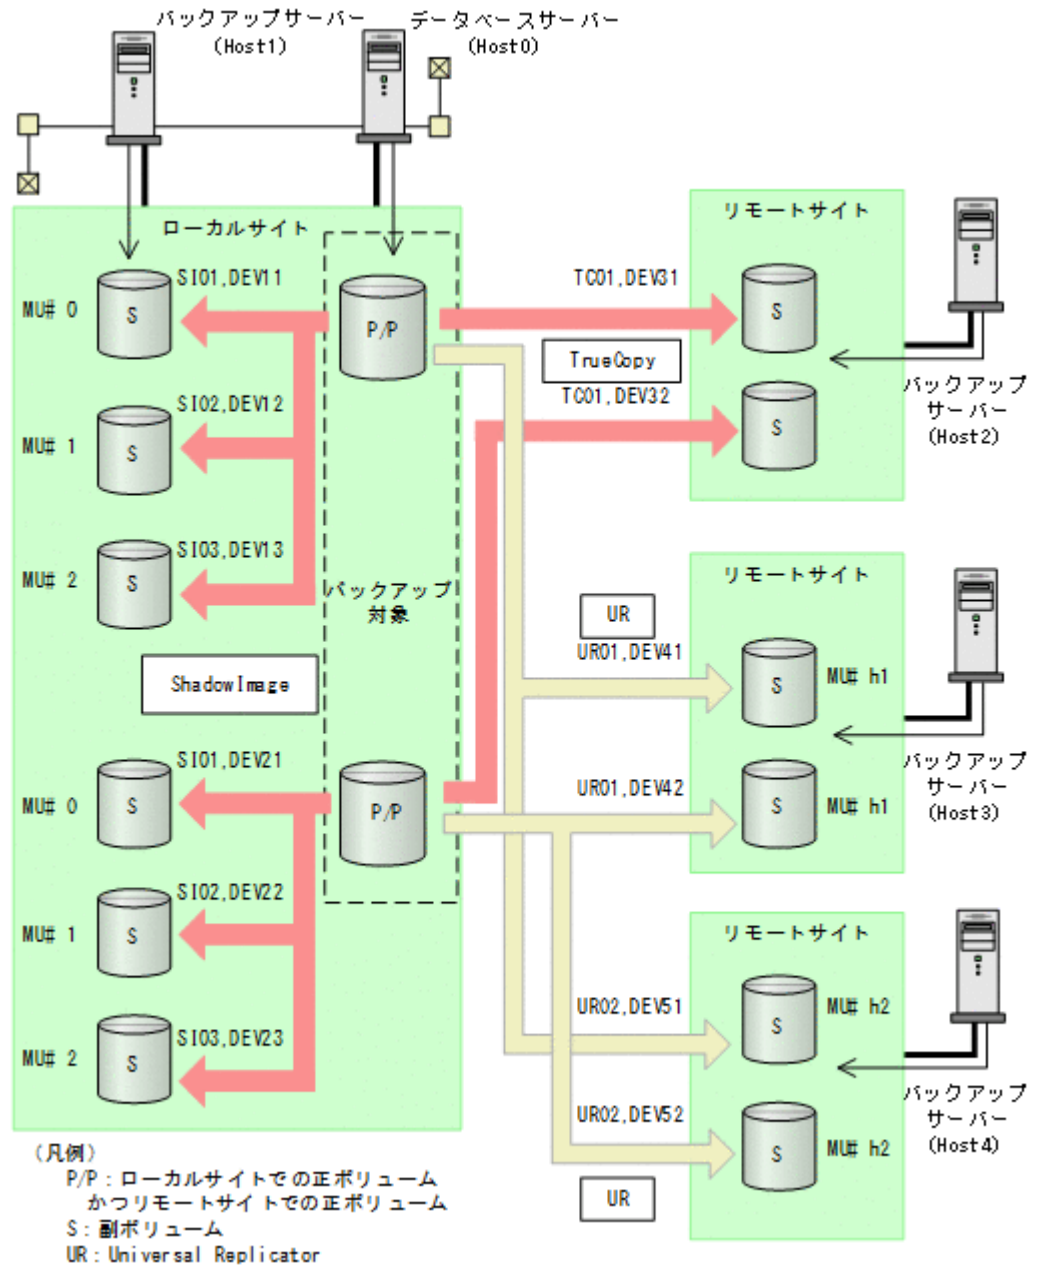 バックアップサーバー
(Host1)
データベースサーバー
(Host0)
ローカルサイト
MU# 0
S
SI01,DEV11
P/P
MU# 1
S
SI02,DEV12
MU# 2
S
SI03,DEV13
バックアップ
対象
ShadowImage
MU# 0
S
SI01,DEV21
P/P
MU# 1
S
SI02,DEV22
MU# 2
S
SI03,DEV23
リモートサイト
TC01,DEV31
S
TrueCopy
TC01,DEV32
S
バックアップ
サーバー
(Host2)
リモートサイト
UR
UR01,DEV41
S
MU# h1
UR01,DEV42
S
MU# h1
バックアップ
サーバー
(Host3)
リモートサイト
UR02,DEV51
S
MU# h2
UR02,DEV52
S
MU# h2
UR
バックアップ
サーバー
(Host4)
(凡例)
P/P：ローカルサイトでの正ボリューム
かつリモートサイトでの正ボリューム
S：副ボリューム
UR：Universal Replicator